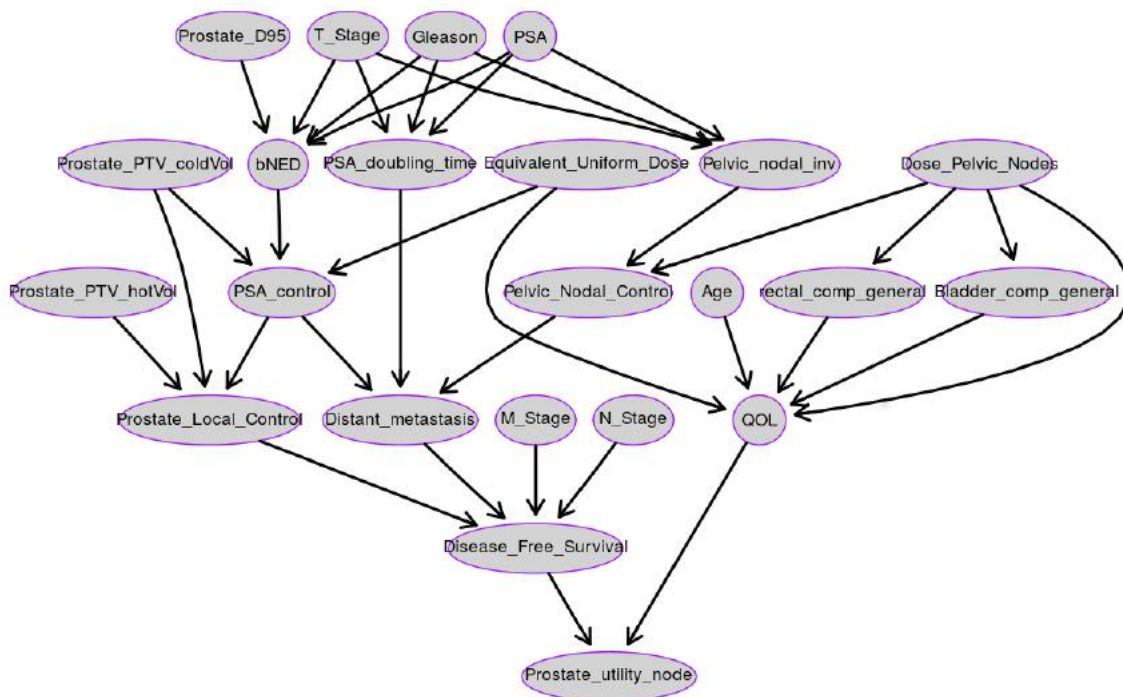 Prostate_D95
T_Stage
Gleason
PSA
Prostate_PTV_coldVol
bNED
PSA_doubling_time
Equivalent_Uniform_Dose
Pelvic_nodal_inv
Dose_Pelvic_Nodes
Prostate_PTV_hotVol
PSA_control
Pelvic_Nodal_Control
Age
rectal_comp_general
Bladder_comp_general
Prostate_Local_Control
Distant_metastasis
M_Stage
N_Stage
QOL
Disease_Free_Survival
Prostate_utility_node